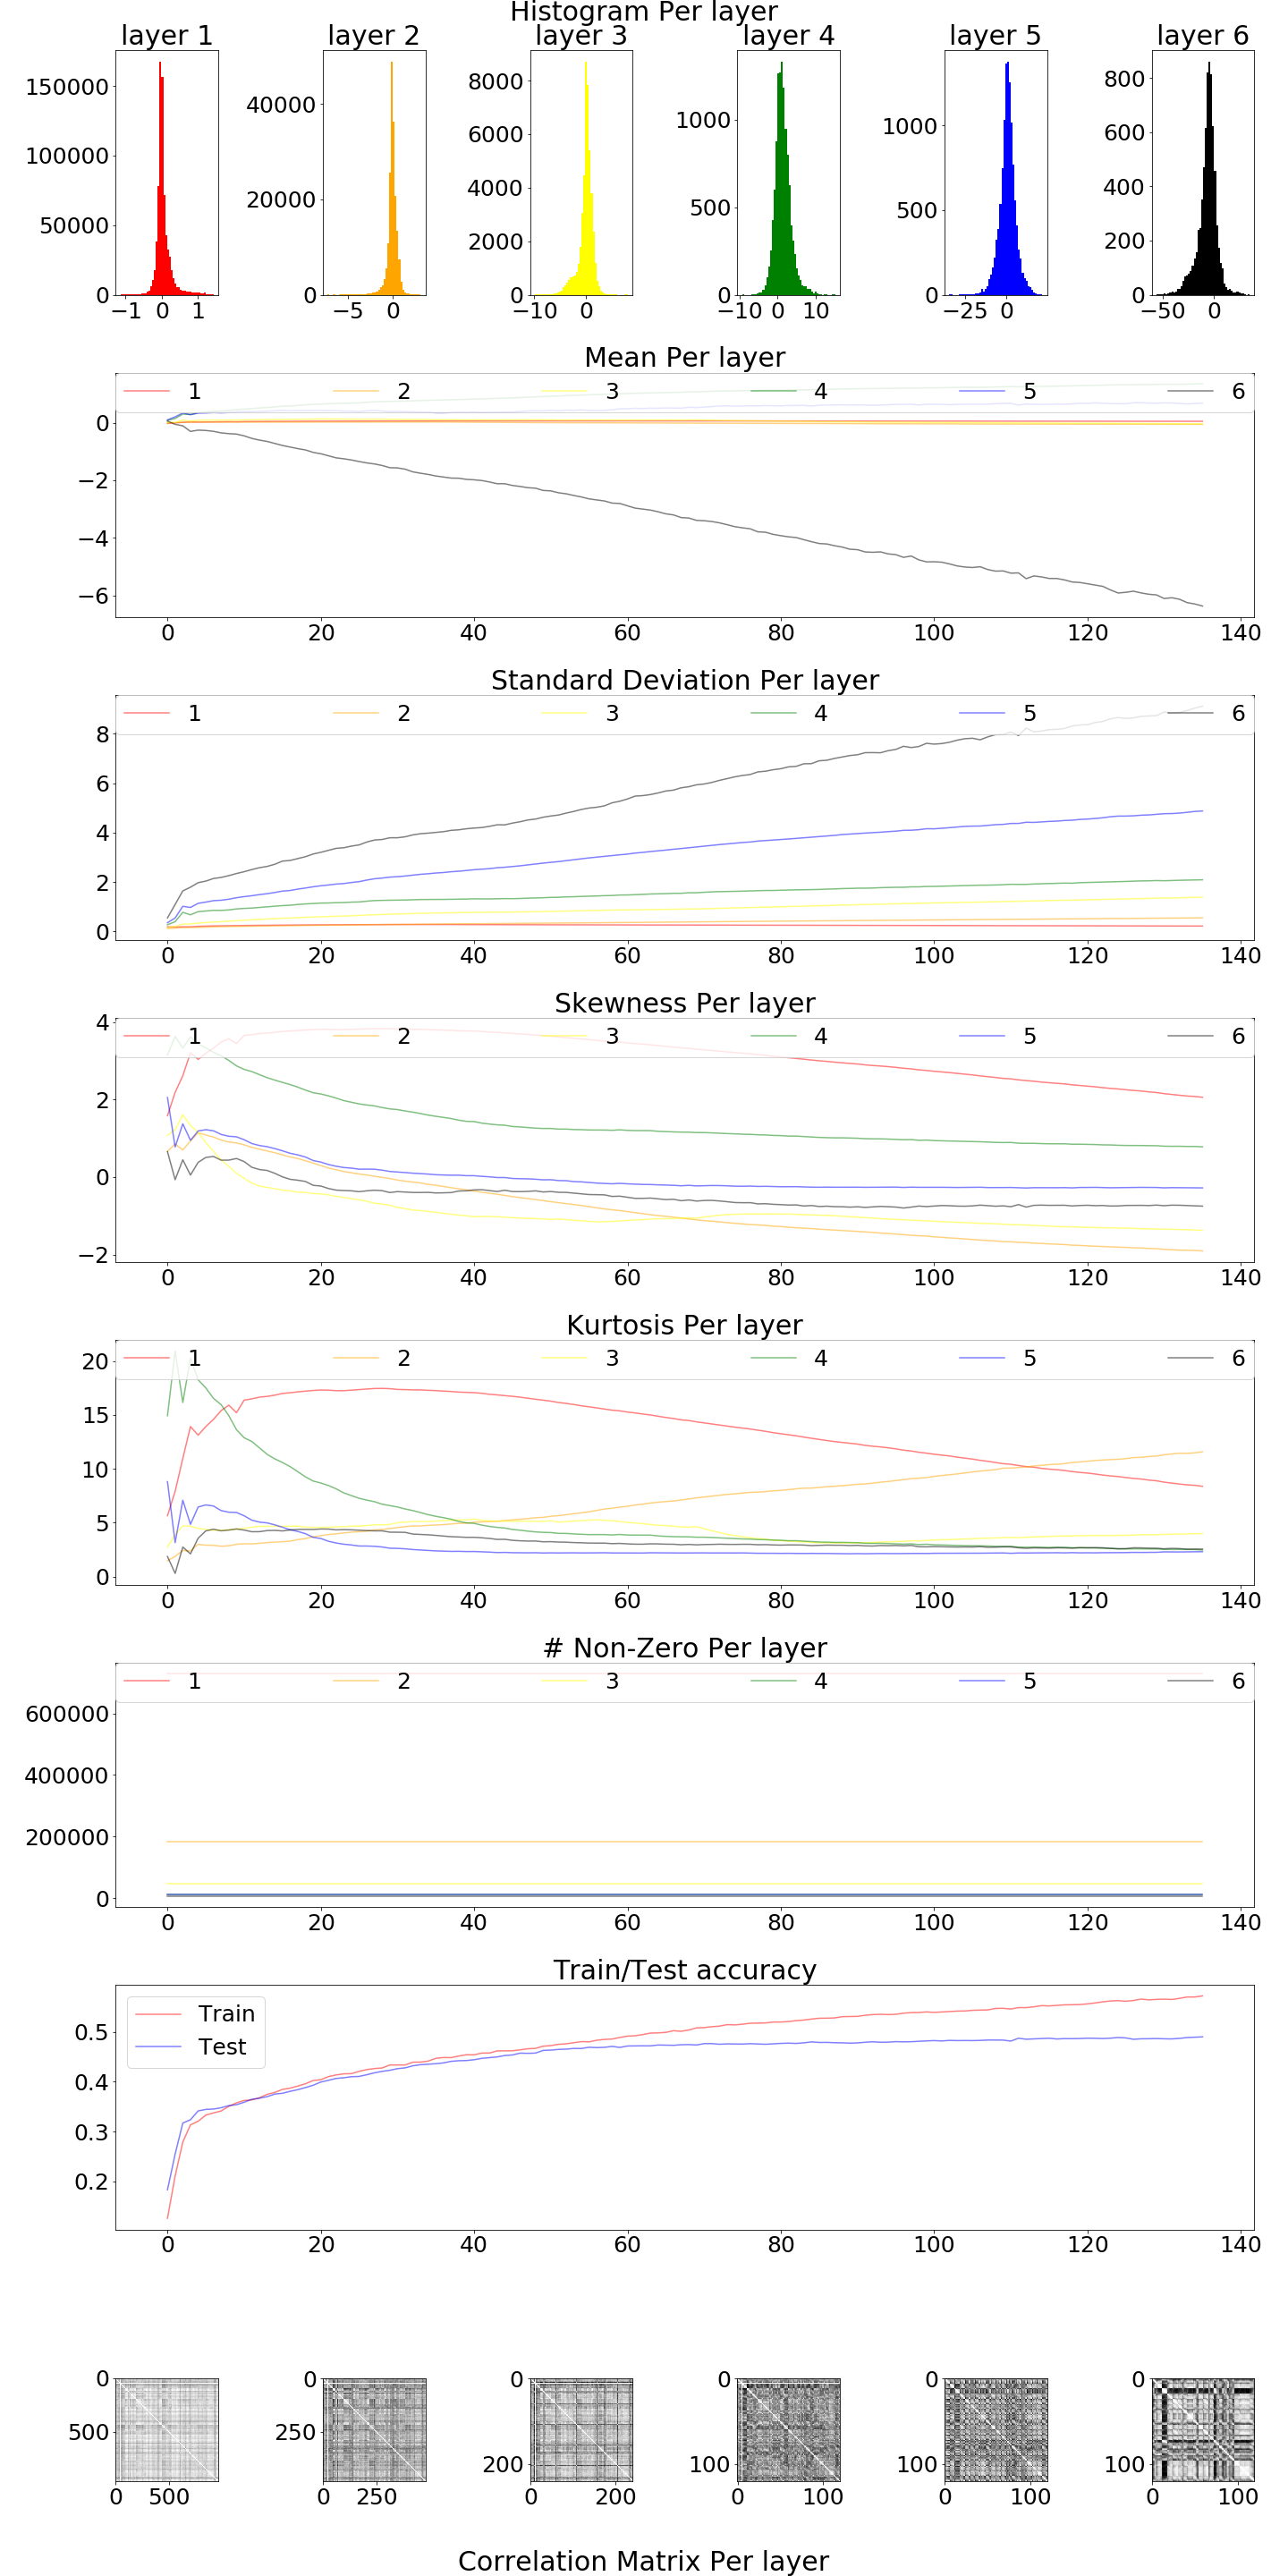 Histogram Per layer
layer 1 layer 2 layer 3 layer 4 layer 5 layer 6
150000 100000 50000 0
−1 0 1
40000 20000 0
−5 0
8000 6000 4000 2000 0
−10 0
1000 500 0
−10 0 10
1000 500 0
−25 0
800 600 400 200 0
−50 0
Mean Per layer
1 2 3 4 5 6
0
−2
−4
−6
0 20 40 60 80 100 120 140
Standard Deviation Per layer
1 2 3 4 5 6
8
6
4
2
0
0 20 40 60 80 100 120 140
Skewness Per layer
1 2 3 4 5 6
4
2
0
−2
0 20 40 60 80 100 120 140
Kurtosis Per layer
1 2 3 4 5 6
20
15
10
5
0
0 20 40 60 80 100 120 140
# Non-Zero Per layer
1 2 3 4 5 6
600000
400000
200000
0
0 20 40 60 80 100 120 140
Train/Test accuracy
Train
Test
0.5
0.4
0.3
0.2
0 20 40 60 80 100 120 140
0 500
0 500
0 250
0 250
0 200
0 200
0 100
0 100
0 100
0 100
0 100
0 100
Correlation Matrix Per layer